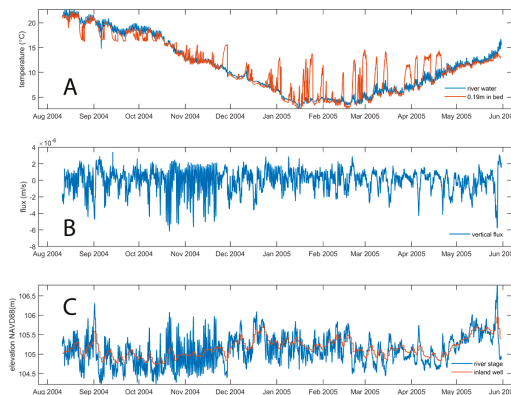 20
15
10
5
temperature (°C)
A
river water
0.19m in bed
Aug 2004 Sep 2004 Oct 2004 Nov 2004 Dec 2004 Jan 2005 Feb 2005 Mar 2005 Apr 2005 May 2005 Jun 200
× 10⁻⁶
4
2
0
-2
-4
-6
-8
flux
(m/s)
B
vertical flux
Aug 2004 Sep 2004 Oct 2004 Nov 2004 Dec 2004 Jan 2005 Feb 2005 Mar 2005 Apr 2005 May 2005 Jun 200
106.5
106
105.5
105
104.5
elevation NAVD88(m)
C
river stage
inland well
Aug 2004 Sep 2004 Oct 2004 Nov 2004 Dec 2004 Jan 2005 Feb 2005 Mar 2005 Apr 2005 May 2005 Jun 200